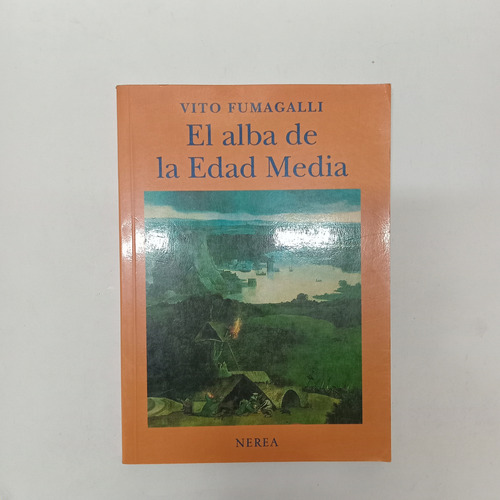 VITO FUMAGALLI
El alba de
la Edad Media
NEREA